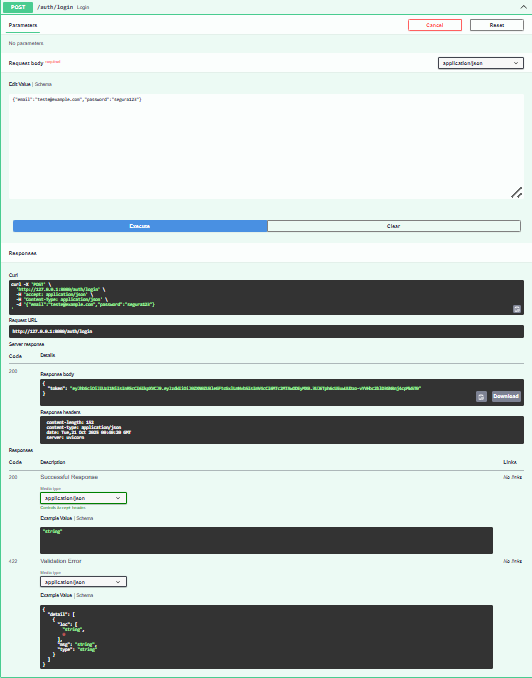 POST /auth/login Login
Parameters
Cancel
Reset
No parameters
Request body required
application/json
Edit Value | Schema
{"email":"teste@example.com","password":"segura123"}
Execute
Clear
Responses
Curl
curl -X 'POST' \
'http://127.0.0.1:8000/auth/login' \
-H 'accept: application/json' \
-H 'Content-Type: application/json' \
-d '{"email":"teste@example.com","password":"segura123"}
'
Request URL
http://127.0.0.1:8000/auth/login
Server response
Code Details
200
Response body
{
"token":
}
Download
Response headers
content-length: 152
content-type: application/json
date: Tue,21 Oct 2025 GMT
server: uvicorn
Responses
Code Description Links
200 Successful Response No links
Media type
application/json
Controls Accept header.
Example Value | Schema
"string"
422 Validation Error No links
Media type
application/json
Example Value | Schema
{
"detail": [
{
"loc": [
"string",
0
],
"msg": "string",
"type": "string"
}
]
}